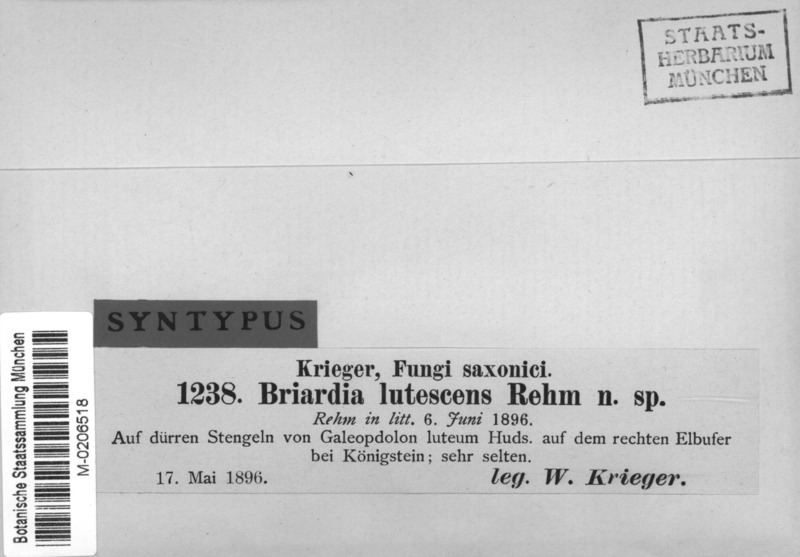 STAATS-
HERBARIUM
MÜNCHEN
SYNTYPUS
Krieger, Fungi saxonici.
1238. Briardia lutescens Rehm n. sp.
Rehm in litt. 6. Juni 1896.
Auf dürren Stengeln von Galeopdolon luteum Huds. auf dem rechten Elbufer
bei Königstein; sehr selten.
17. Mai 1896. leg. W. Krieger.
Botanische Staatssammlung München
M-0206518